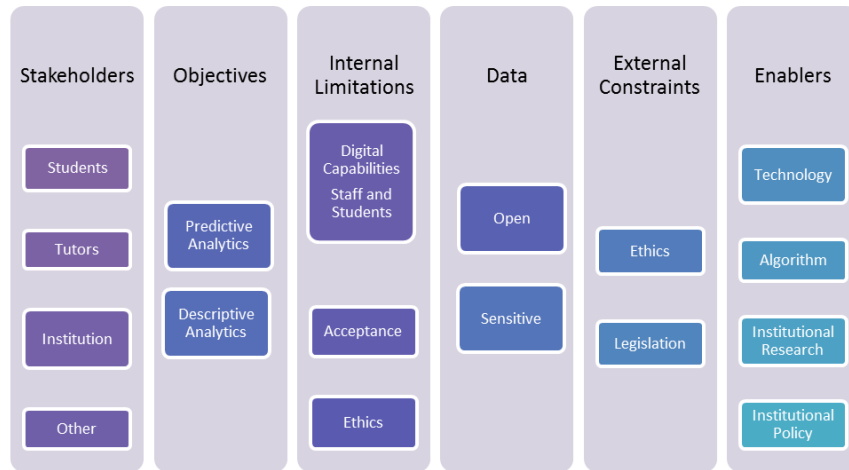 Stakeholders
Students
Tutors
Institution
Other
Objectives
Predictive
Analytics
Descriptive
Analytics
Internal
Limitations
Digital
Capabilities
Staff and
Students
Acceptance
Ethics
Data
Open
Sensitive
External
Constraints
Ethics
Legislation
Enablers
Technology
Algorithm
Institutional
Research
Institutional
Policy